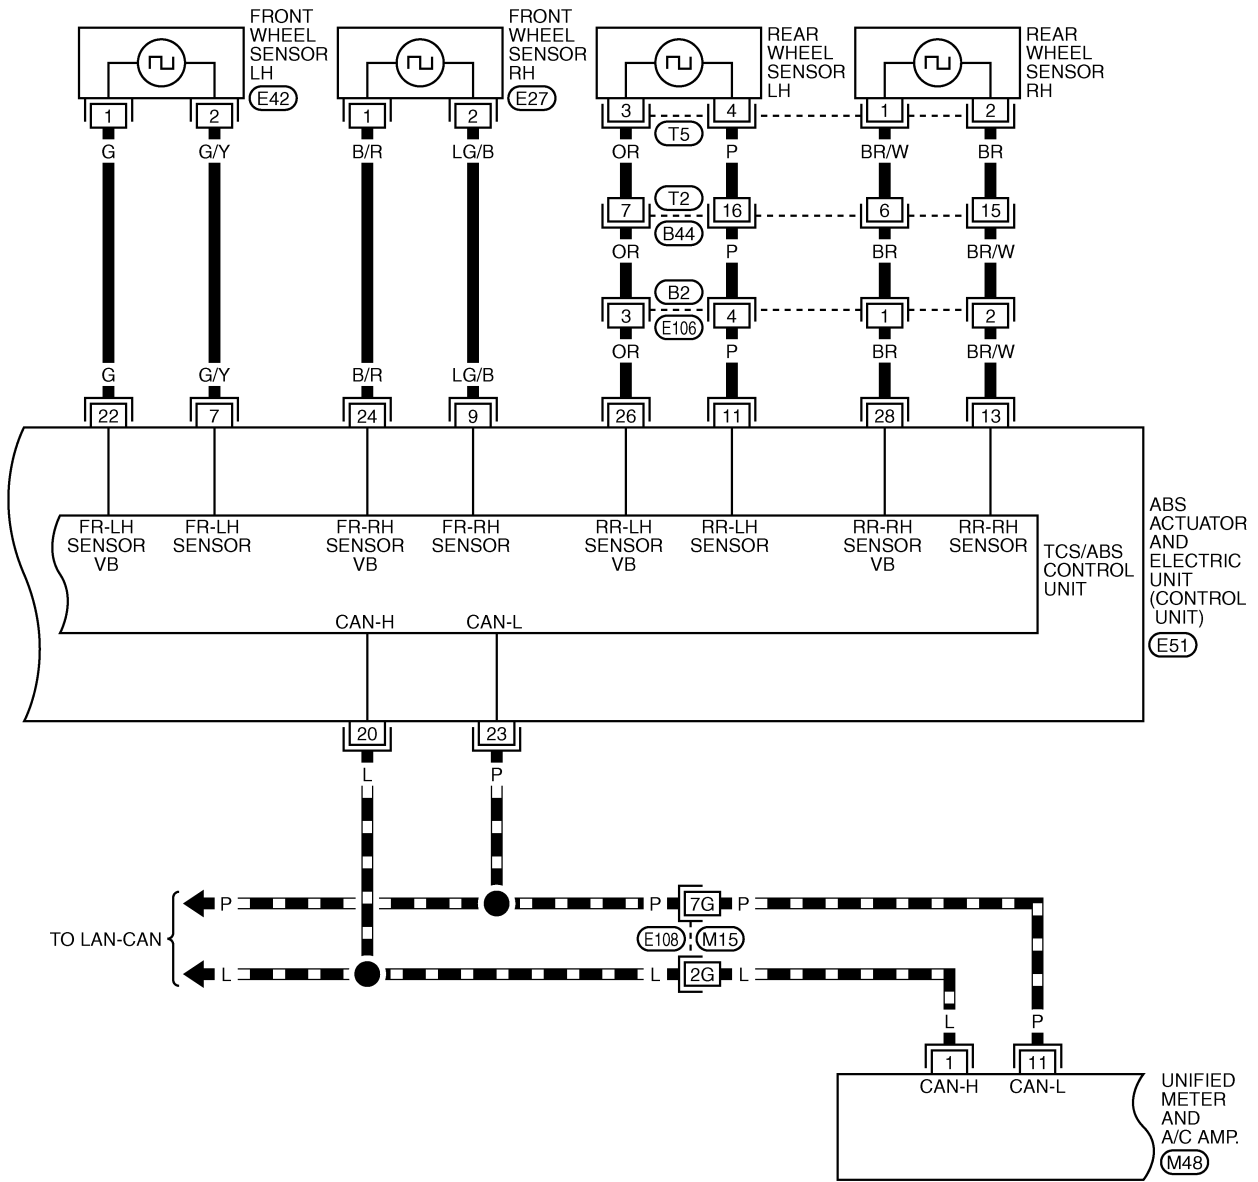 FRONT
WHEEL
SENSOR
LH
E42
FRONT
WHEEL
SENSOR
RH
E27
REAR
WHEEL
SENSOR
LH
REAR
WHEEL
SENSOR
RH
1 2 1 2 3 4 1 2
T5
G G/Y B/R LG/B OR P BR/W BR
T2
7 16 6 15
B44
OR P BR BR/W
B2
3 4 1 2
E106
OR P BR BR/W
G G/Y B/R LG/B
22 7 24 9 26 11 28 13
FR-LH
SENSOR
VB
FR-LH
SENSOR
FR-RH
SENSOR
VB
FR-RH
SENSOR
RR-LH
SENSOR
VB
RR-LH
SENSOR
RR-RH
SENSOR
VB
RR-RH
SENSOR
TCS/ABS
CONTROL
UNIT
ABS
ACTUATOR
AND
ELECTRIC
UNIT
(CONTROL
UNIT)
E51
CAN-H CAN-L
20 23
L P
P P 7G P
TO LAN-CAN
E108 M15
L L 2G L
L P
1 11
CAN-H CAN-L
UNIFIED
METER
AND
A/C AMP.
M48